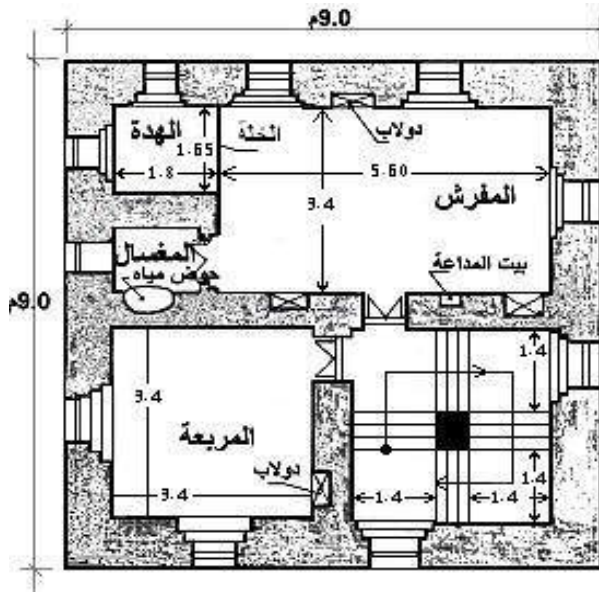 9.0م
الهدة
1.65
1.8
الخلة
دولاب
5.60
3.4
المفرش
المغسال
حوض مياه
بيت المداعة
9.0م
3.4
المربعة
3.4
دولاب
1.4
1.4
1.4
1.4